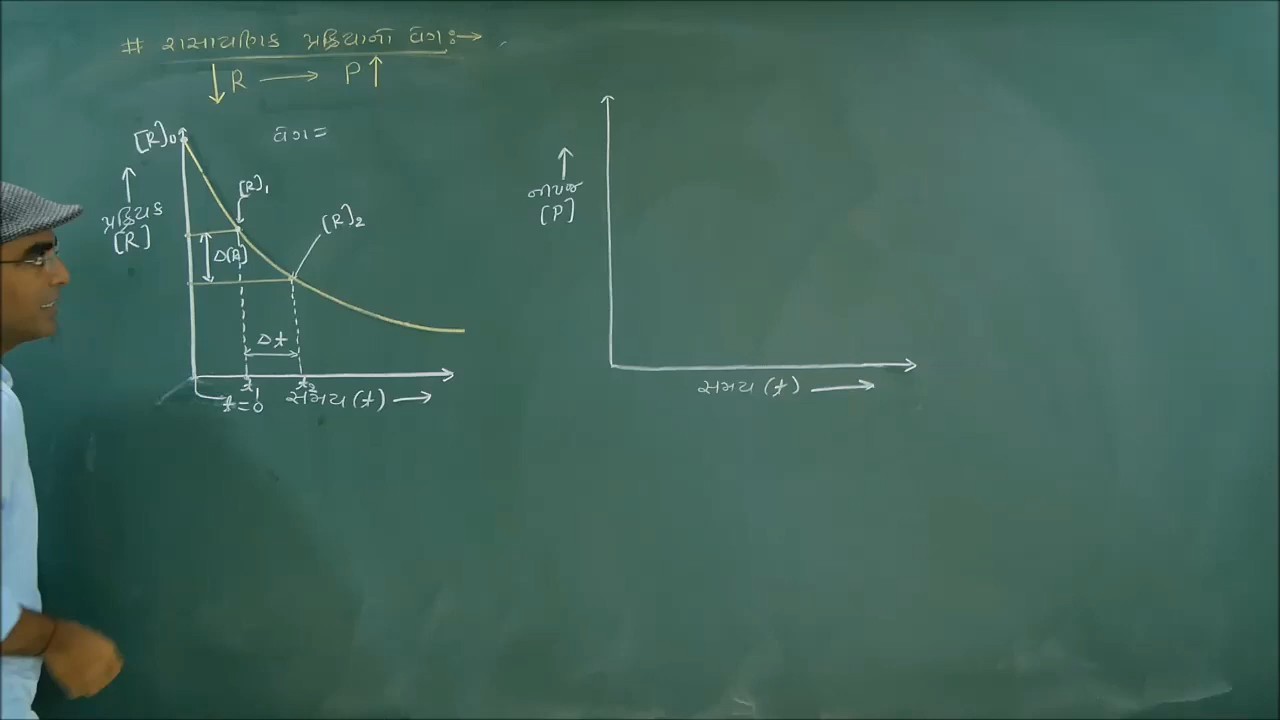 # રાસાયણિક પ્રક્રિયાનો વેગ :→
↓ R ⟶ P ↑
[R]₀
વેગ =
[R]₁
[R]₂
↑
પ્રક્રિયક
[R]
Δ[R]
Δt
t₁ t₂
t = 0 સમય (t) ⟶
↑
નીપજ
[P]
સમય (t) ⟶